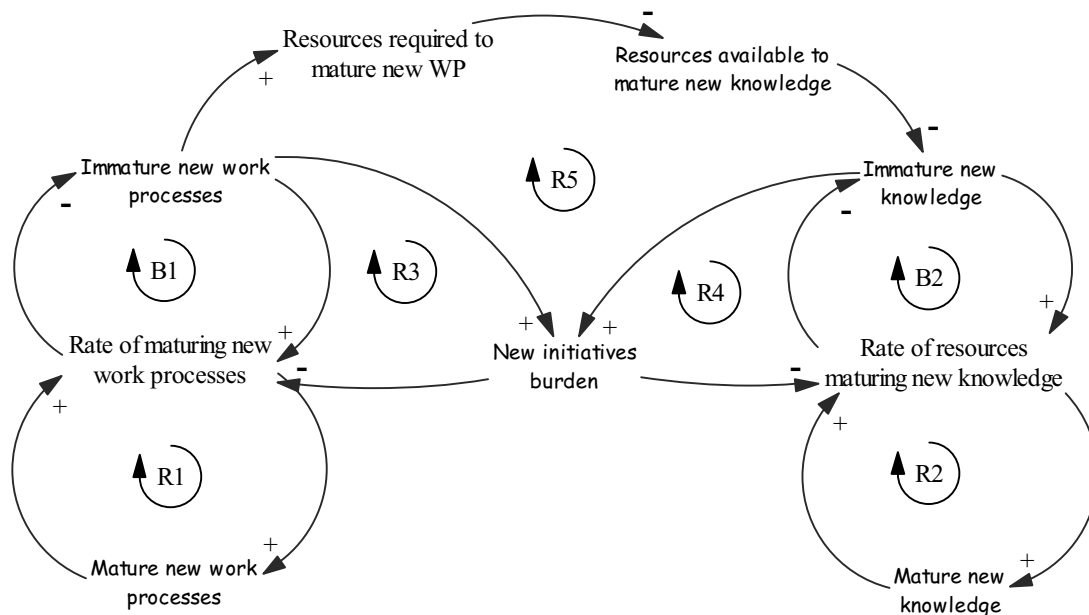 -
Resources required to
mature new WP
+
Resources available to
mature new knowledge
-
Immature new work
processes
-
R5
Immature new
knowledge
-
B1
R3
R4
B2
+
+
+
+
Rate of maturing new
work processes
-
New initiatives
burden
-
Rate of resources
maturing new knowledge
+
+
R1
R2
+
+
Mature new work
processes
Mature new
knowledge